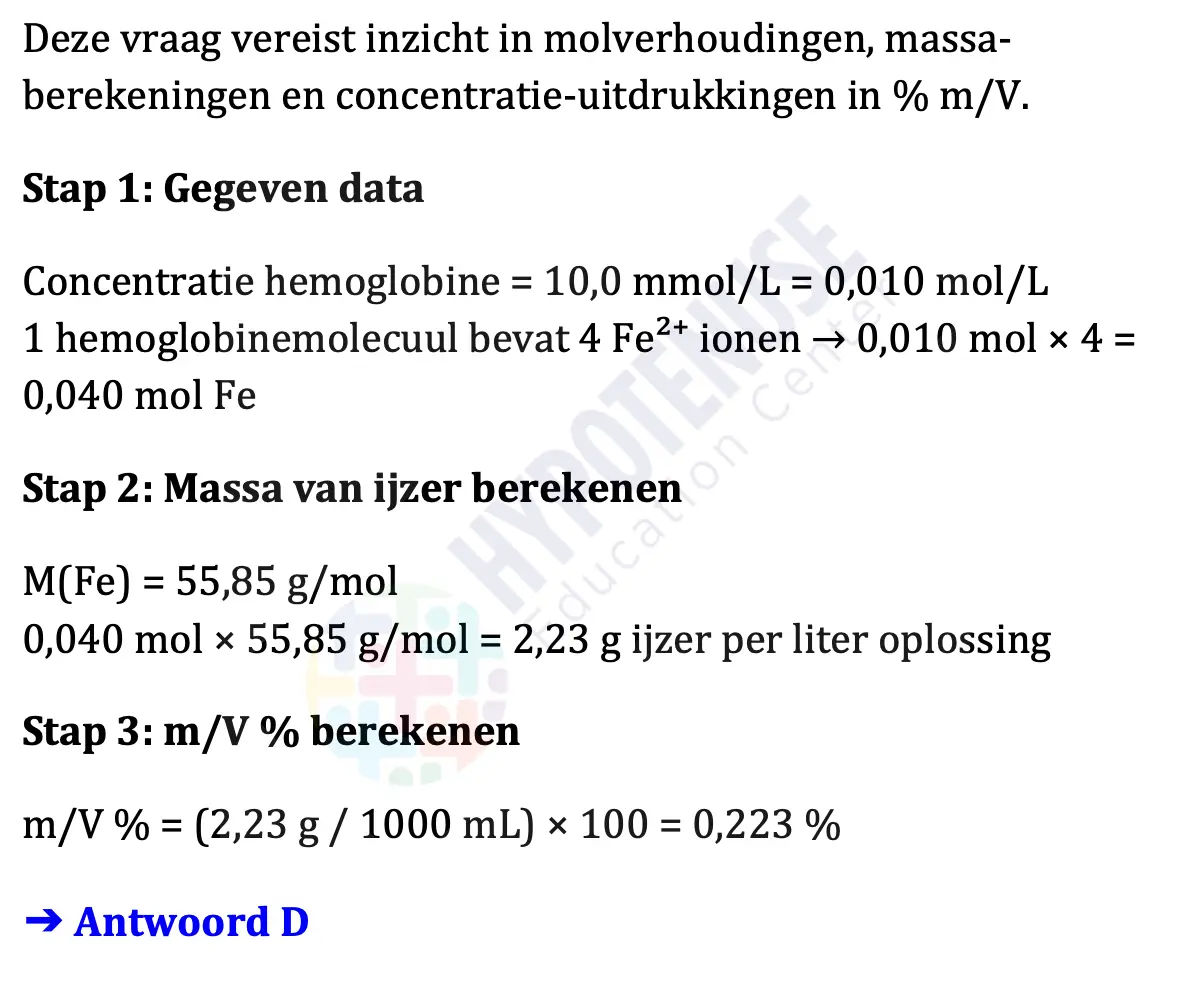 Deze vraag vereist inzicht in molverhoudingen, massa-
berekeningen en concentratie-uitdrukkingen in % m/V.
Stap 1: Gegeven data
Concentratie hemoglobine = 10,0 mmol/L = 0,010 mol/L
1 hemoglobinemolecuul bevat 4 Fe²⁺ ionen → 0,010 mol × 4 =
0,040 mol Fe
Stap 2: Massa van ijzer berekenen
M(Fe) = 55,85 g/mol
0,040 mol × 55,85 g/mol = 2,23 g ijzer per liter oplossing
Stap 3: m/V % berekenen
m/V % = (2,23 g / 1000 mL) × 100 = 0,223 %
➔ Antwoord D
HYPOTENUSE
Education Center